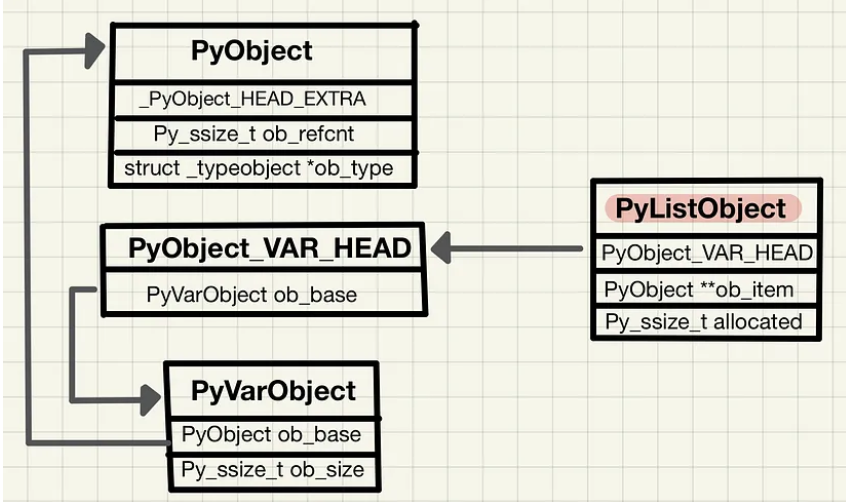 PyObject
_PyObject_HEAD_EXTRA
Py_ssize_t ob_refcnt
struct _typeobject *ob_type
PyObject_VAR_HEAD
PyVarObject ob_base
PyVarObject
PyObject ob_base
Py_ssize_t ob_size
PyListObject
PyObject_VAR_HEAD
PyObject **ob_item
Py_ssize_t allocated